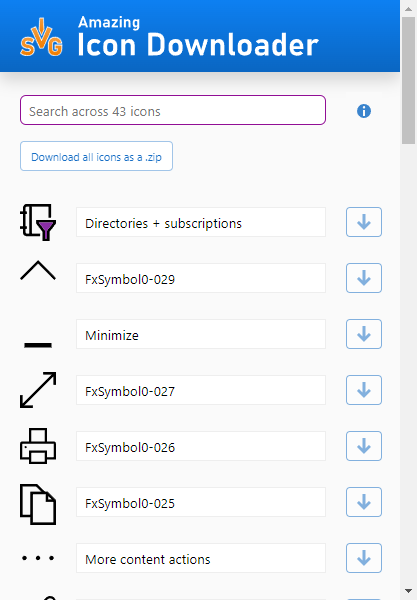 SVG
Amazing
Icon Downloader
Search across 43 icons
Download all icons as a .zip
Directories + subscriptions
FxSymbol0-029
Minimize
FxSymbol0-027
FxSymbol0-026
FxSymbol0-025
More content actions